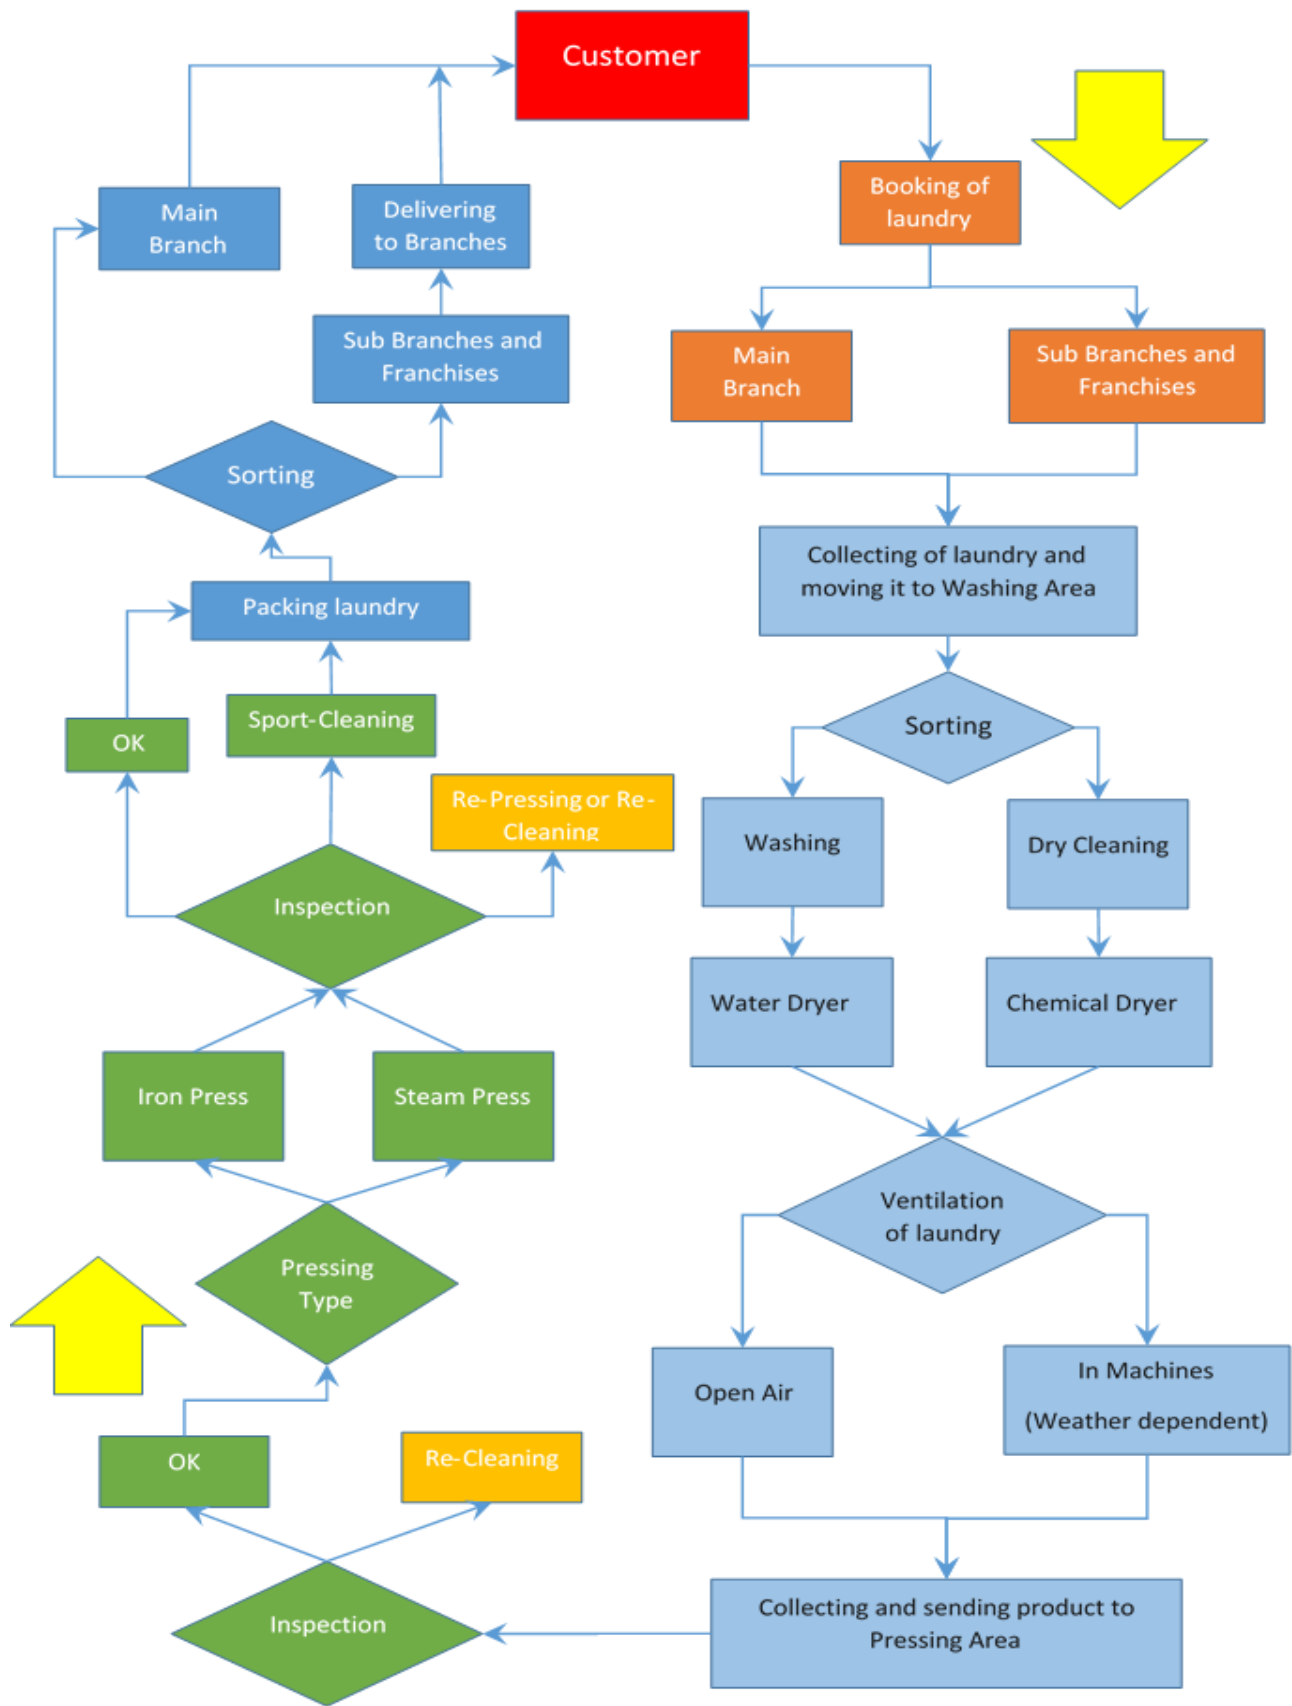 Customer
Booking of
laundry
Main
Branch
Sub Branches and
Franchises
Collecting of laundry and
moving it to Washing Area
Sorting
Washing
Dry Cleaning
Water Dryer
Chemical Dryer
Ventilation
of laundry
Open Air
In Machines
(Weather dependent)
Collecting and sending product to
Pressing Area
Inspection
OK
Re-Cleaning
Pressing
Type
Iron Press
Steam Press
Inspection
OK
Sport-Cleaning
Re-Pressing or Re-
Cleaning
Packing laundry
Sorting
Main
Branch
Sub Branches and
Franchises
Delivering
to Branches